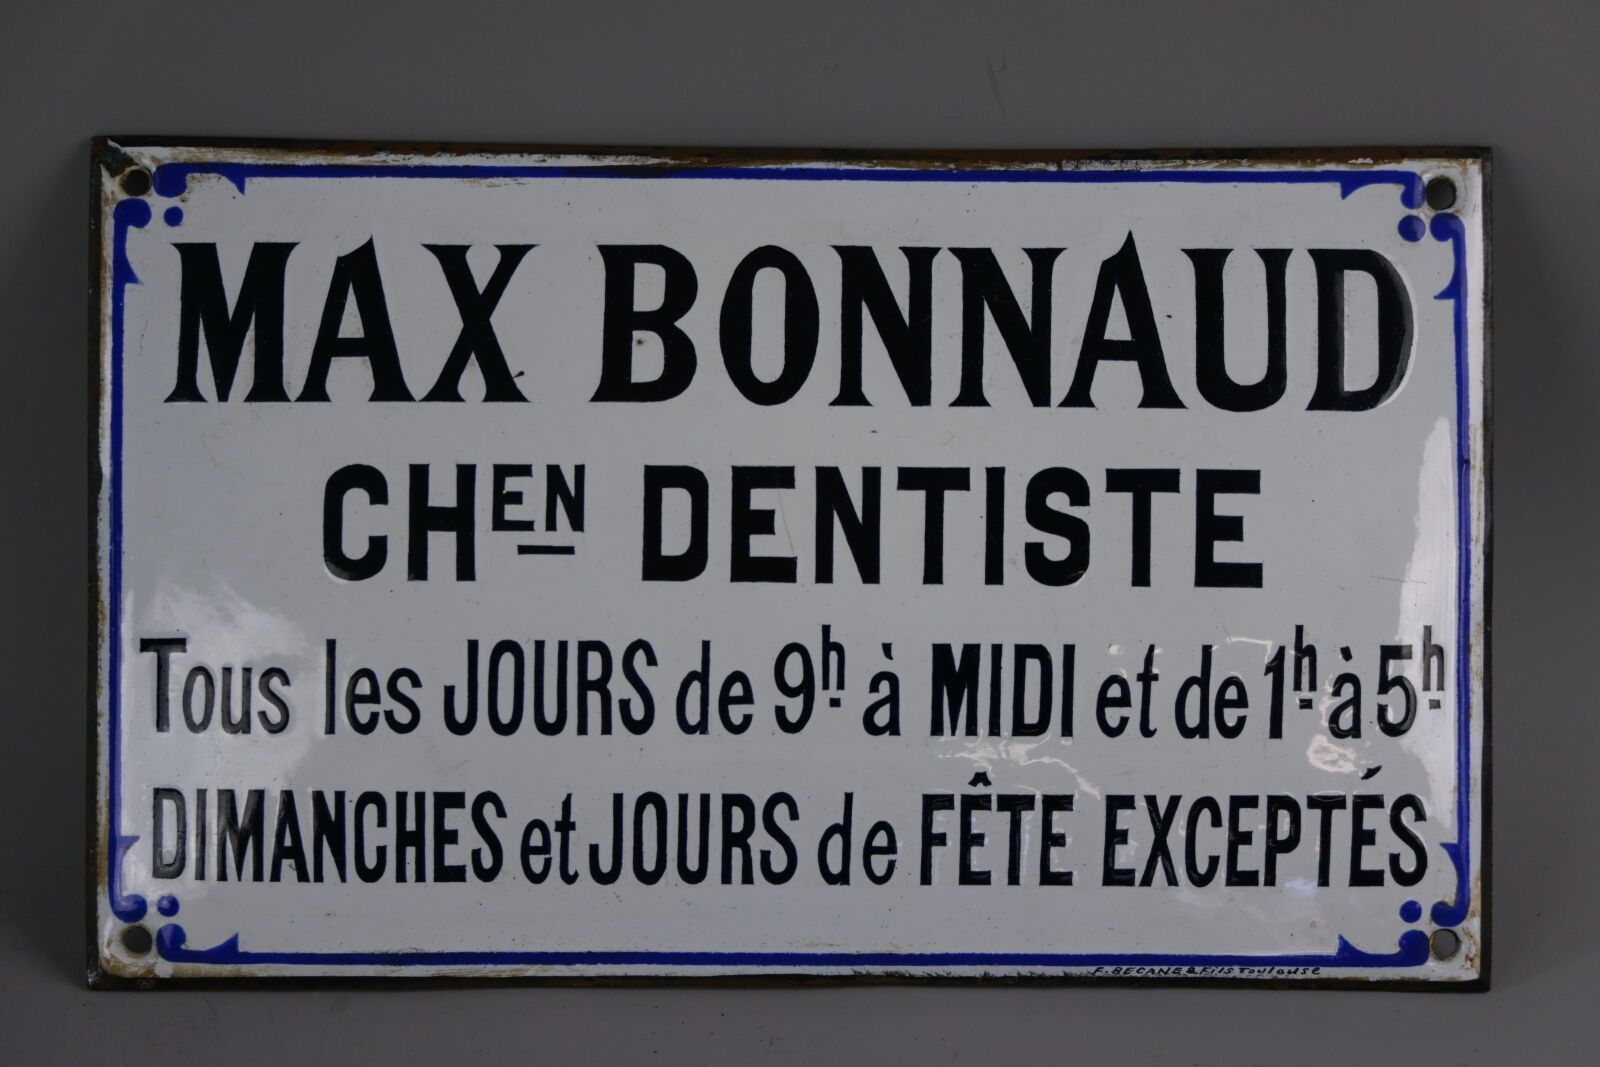 MAX BONNAUD
CHEN DENTISTE
Tous les JOURS de 9h à MIDI et de 1h à 5h
DIMANCHES et JOURS de FÊTE EXCEPTÉS
F. BECANE & Fils Toulouse